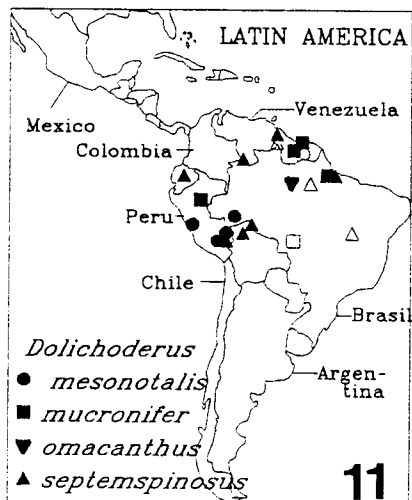 ?
LATIN AMERICA
Venezuela
Mexico
Colombia
Peru
Chile
Brasil
Argen-
tina
Dolichoderus
mesonotalis
mucronifer
omacanthus
septemspinosus
11